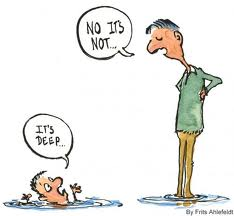 NO IT'S
NOT...
IT'S
DEEP...
By Frits Ahlefeldt